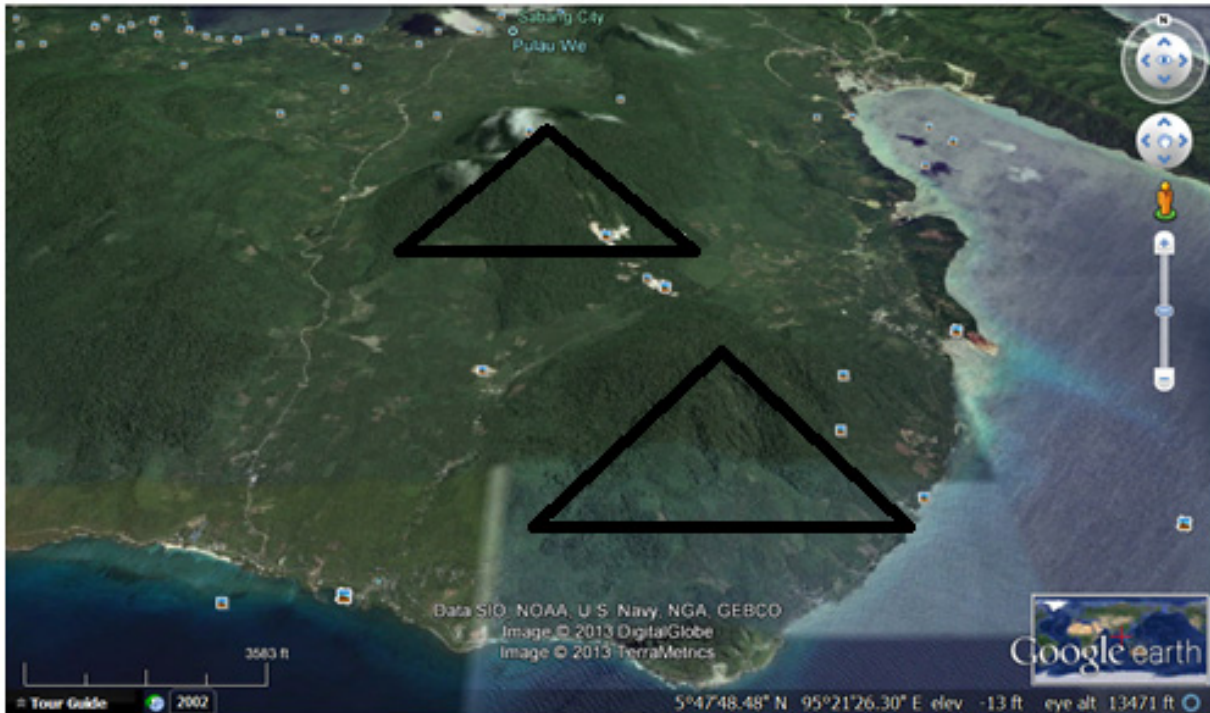 Sabang City
Pulau We
N
Data SIO, NOAA, U.S. Navy, NGA, GEBCO
Image © 2013 DigitalGlobe
Image © 2013 TerraMetrics
3583 ft
Google earth
Tour Guide
2002
5°47'48.48" N 95°21'26.30" E elev -13 ft eye alt 13471 ft